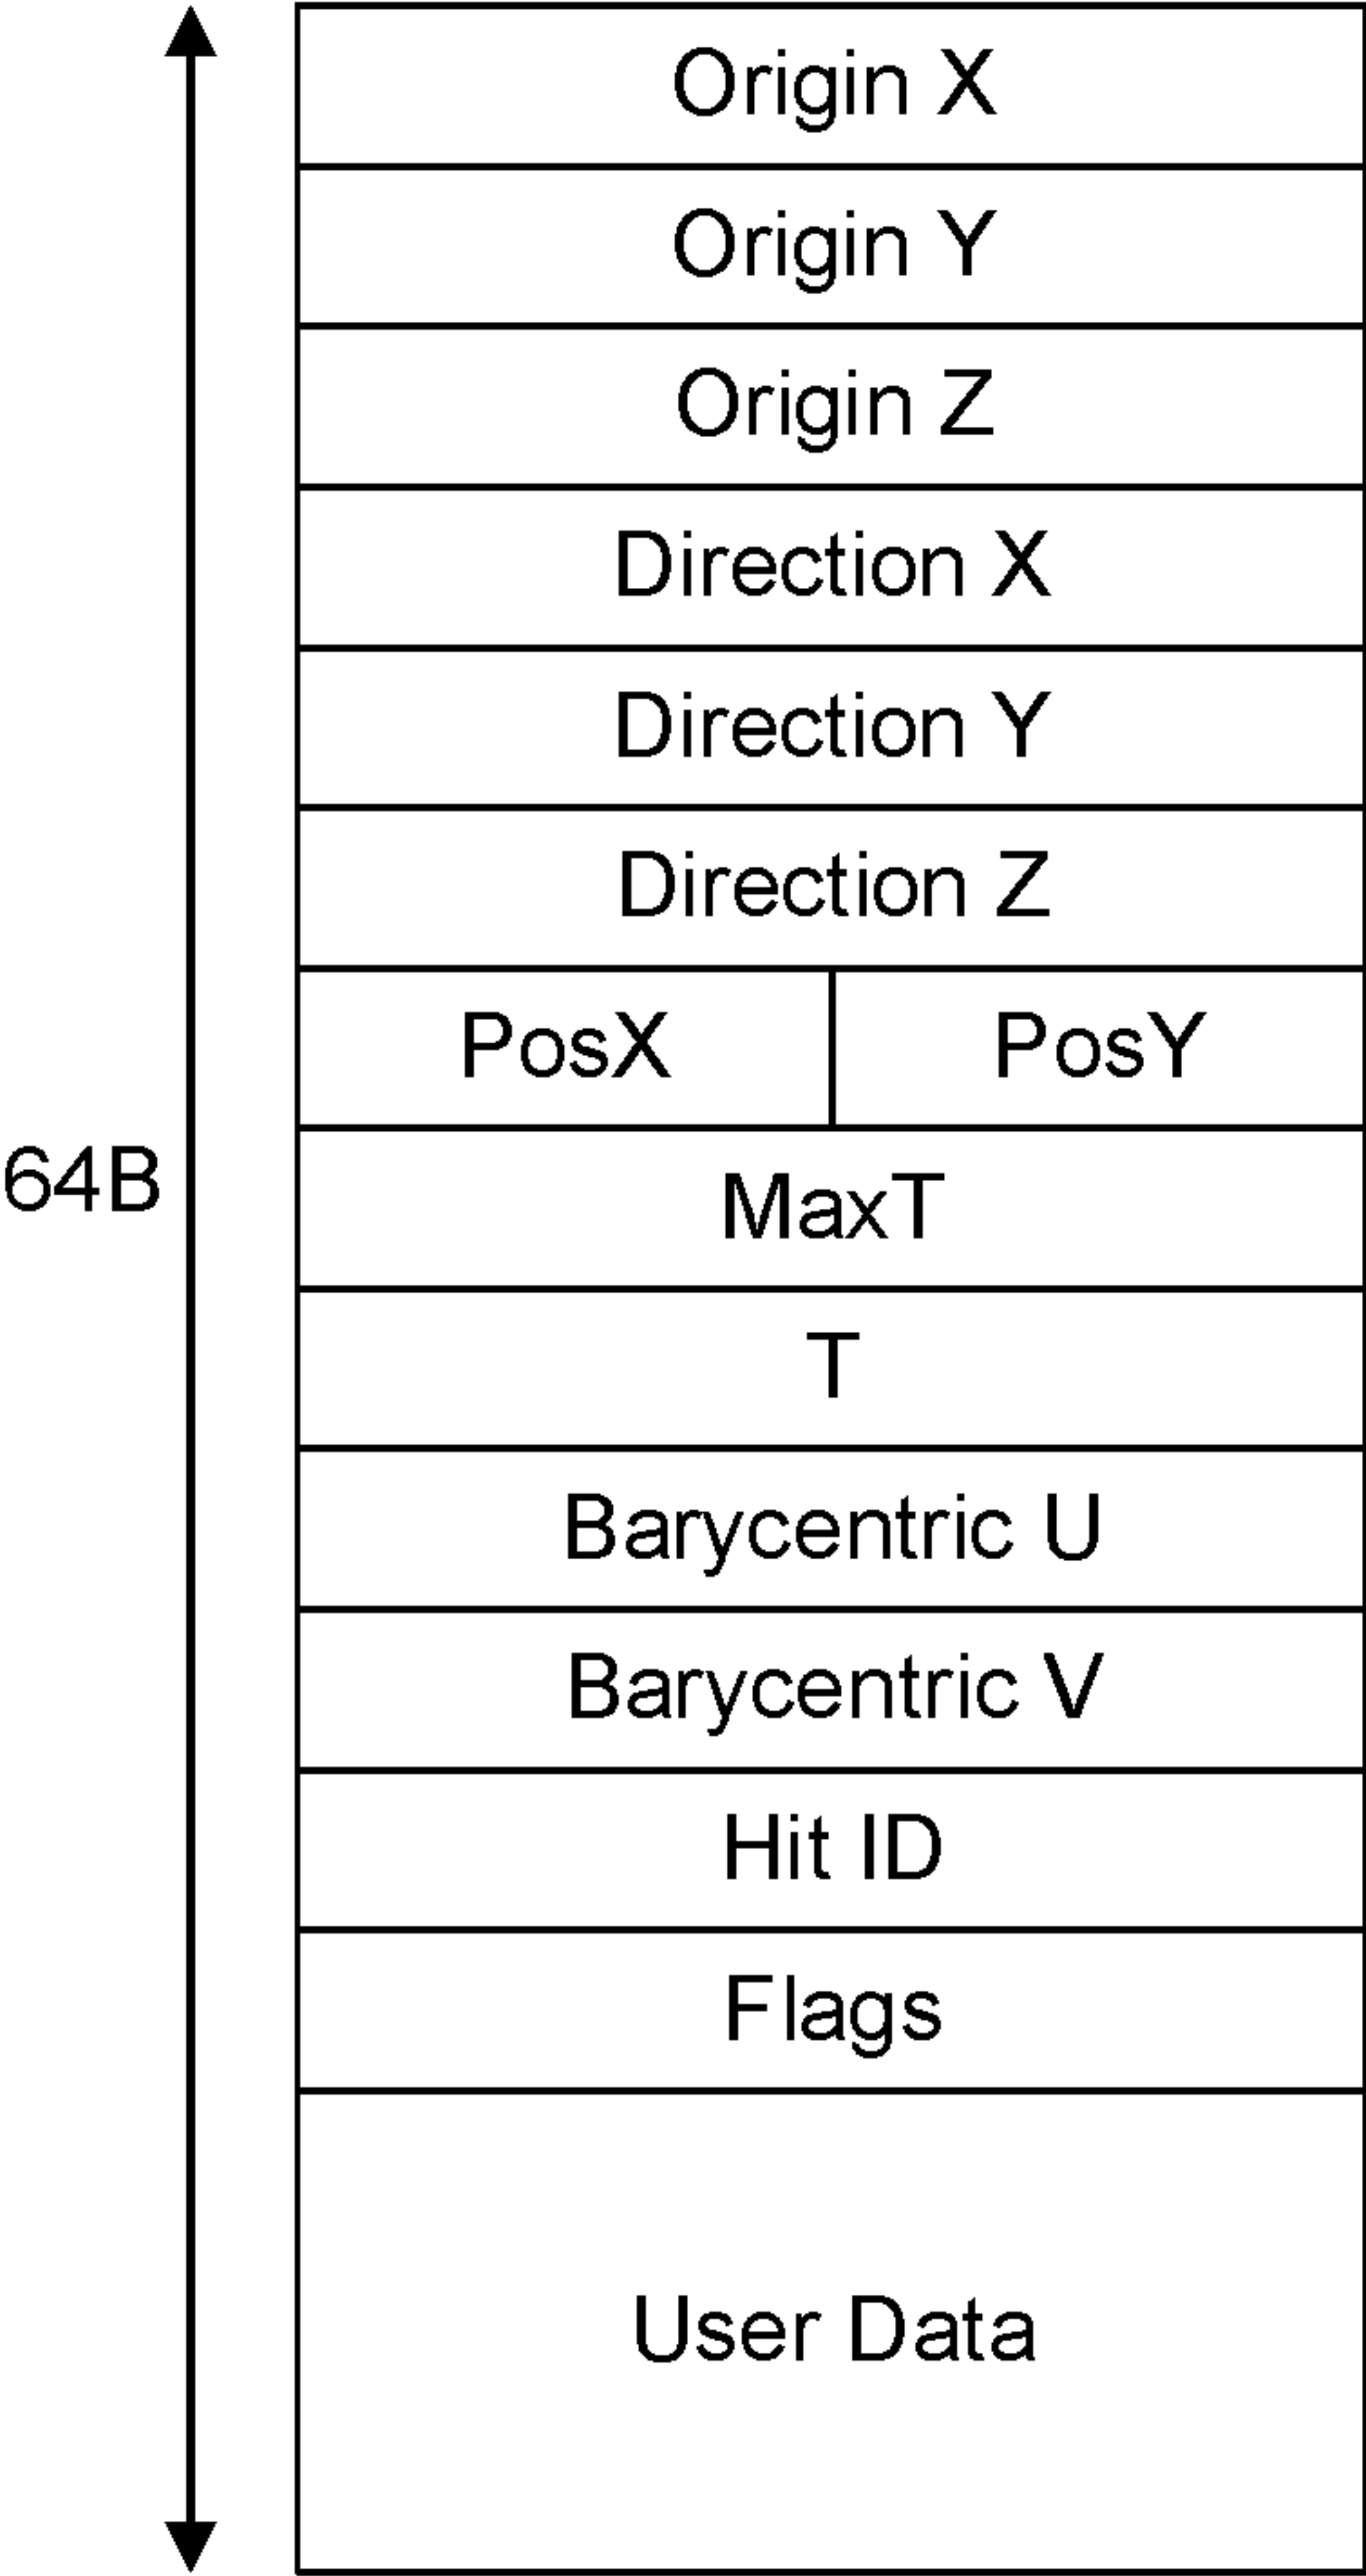 Origin X
Origin Y
Origin Z
Direction X
Direction Y
Direction Z
PosX PosY
64B
MaxT
T
Barycentric U
Barycentric V
Hit ID
Flags
User Data